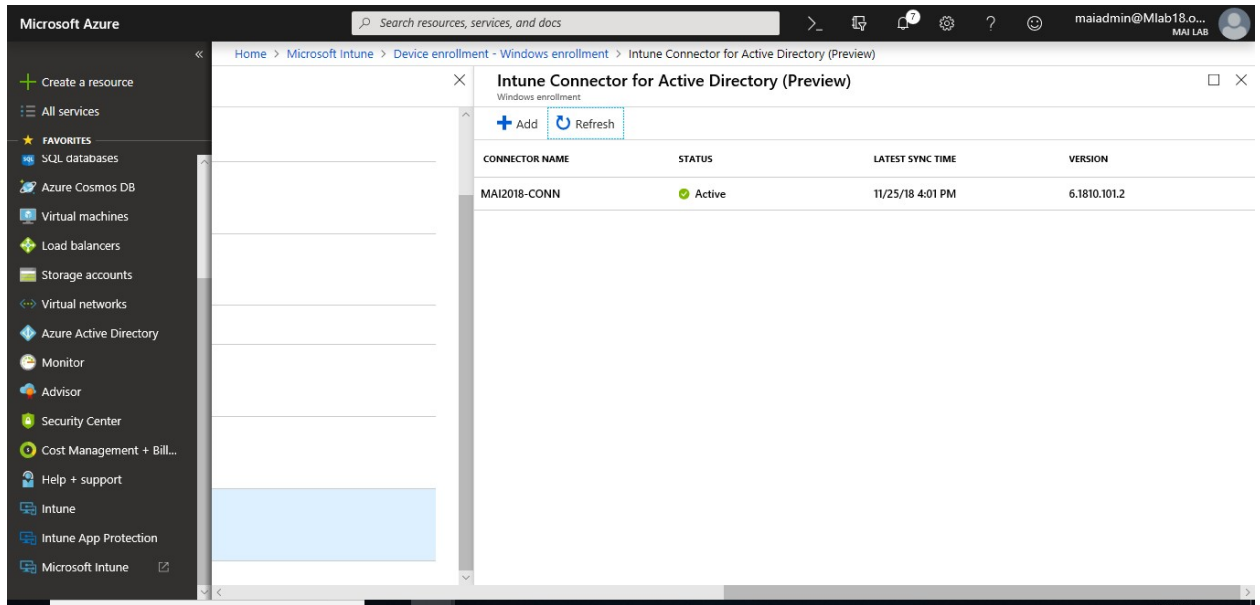 Microsoft Azure
Search resources, services, and docs
7
maiadmin@Mlab18.o...
MAI LAB
Home > Microsoft Intune > Device enrollment - Windows enrollment > Intune Connector for Active Directory (Preview)
Create a resource
All services
FAVORITES
SQL databases
Azure Cosmos DB
Virtual machines
Load balancers
Storage accounts
Virtual networks
Azure Active Directory
Monitor
Advisor
Security Center
Cost Management + Bill...
Help + support
Intune
Intune App Protection
Microsoft Intune
Intune Connector for Active Directory (Preview)
Windows enrollment
Add Refresh
CONNECTOR NAME STATUS LATEST SYNC TIME VERSION
MAI2018-CONN Active 11/25/18 4:01 PM 6.1810.101.2